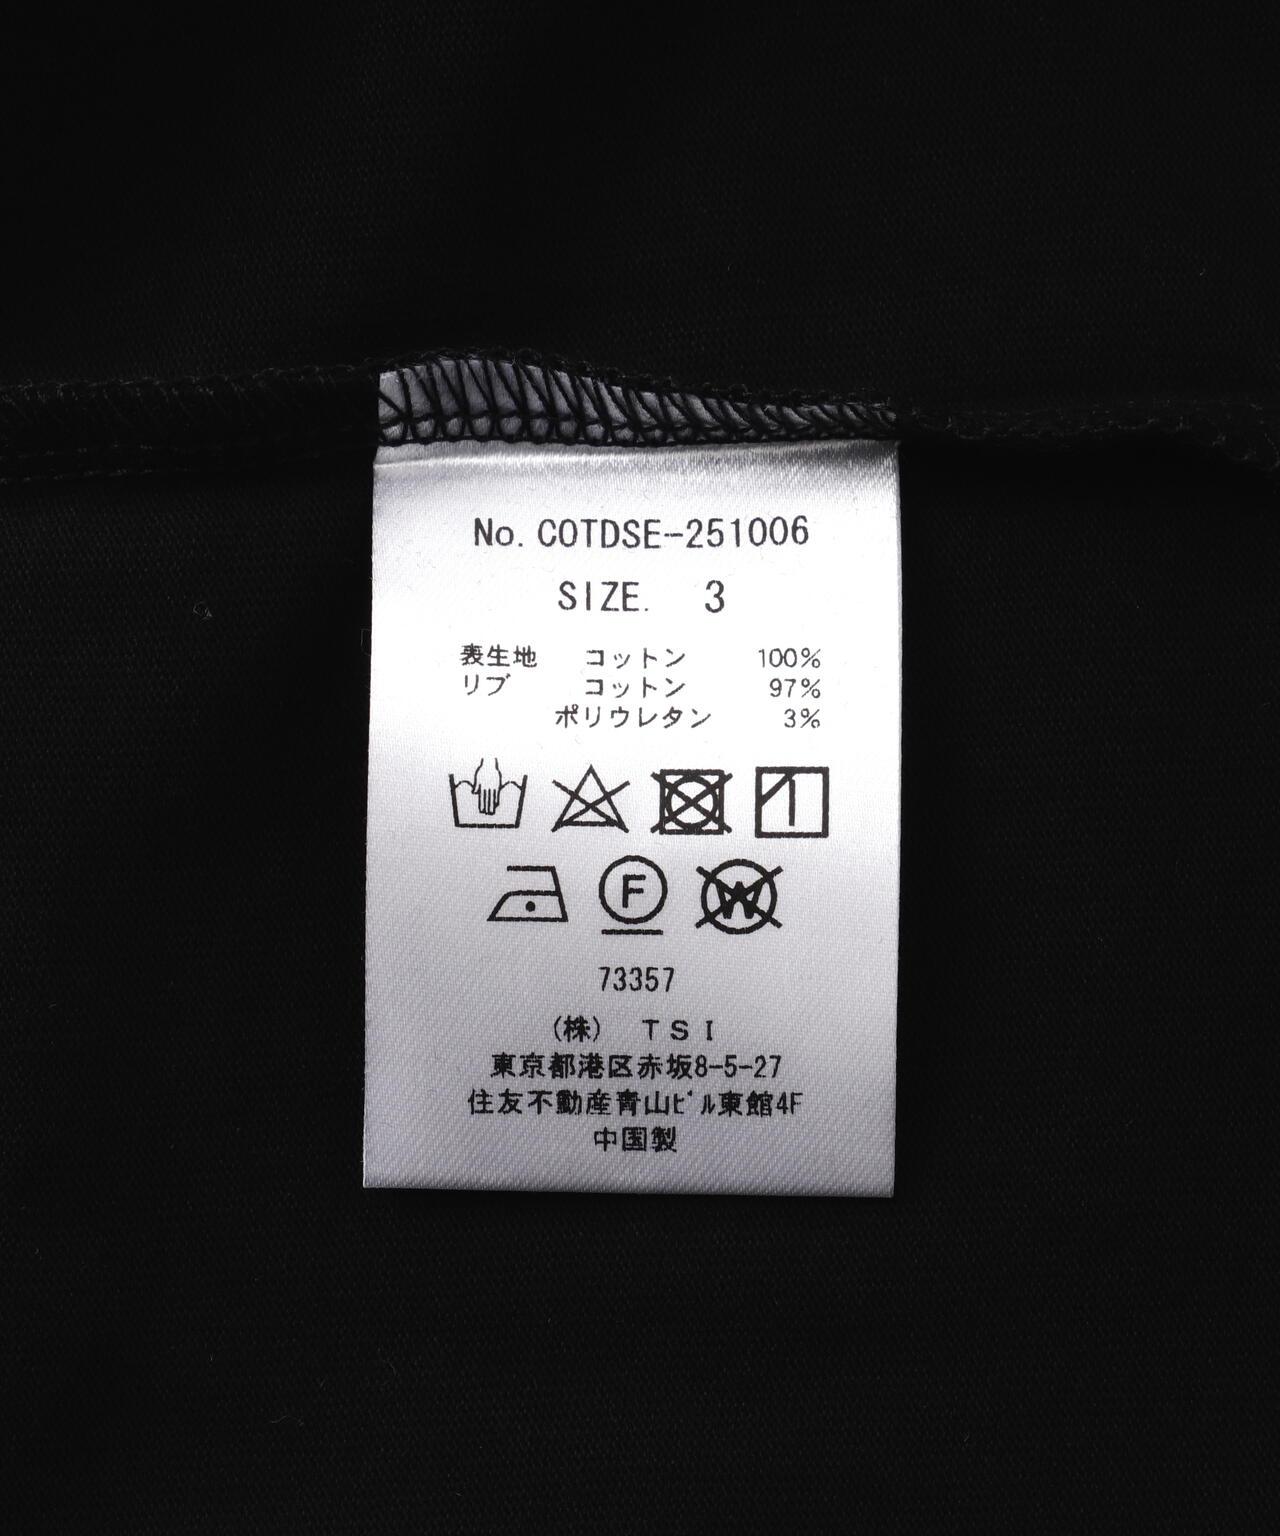 No. COTDSE-251006
SIZE. 3
表生地 コットン 100%
リブ コットン 97%
ポリウレタン 3%
F
W
73357
(株) TSI
東京都港区赤坂8-5-27
住友不動産青山ビル東館4F
中国製